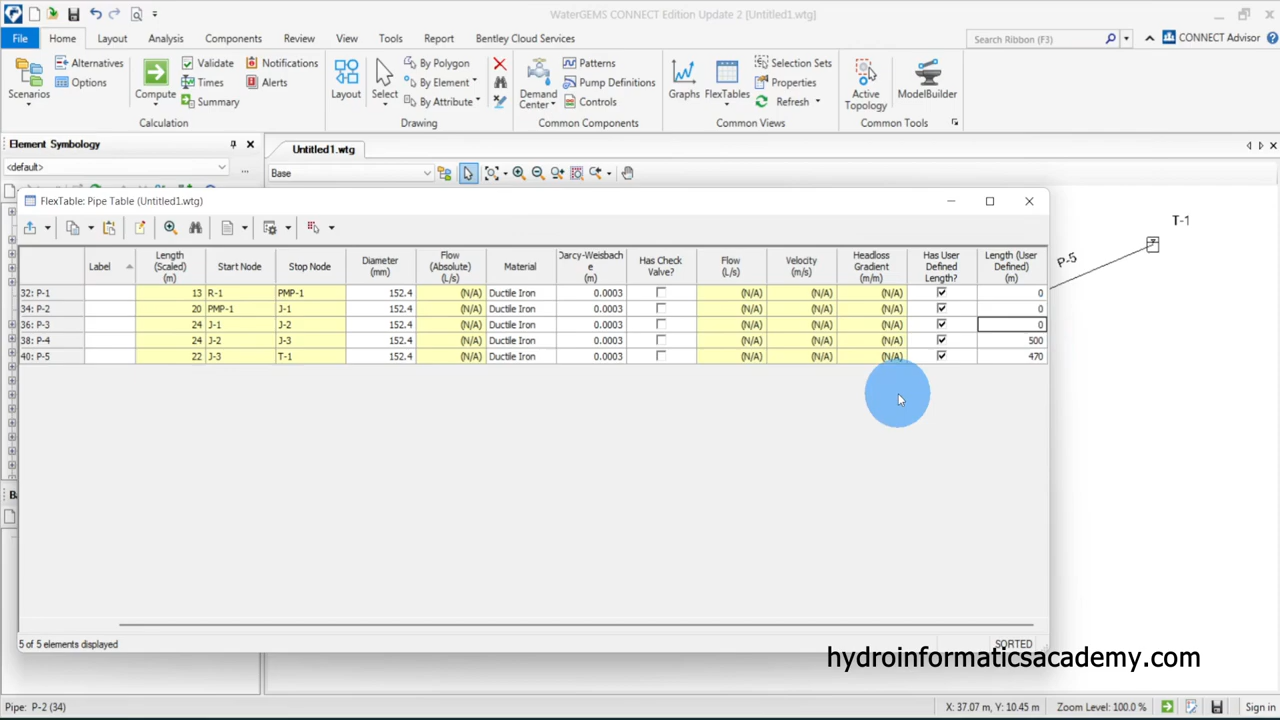 WaterGEMS CONNECT Edition Update 2 [Untitled1.wtg]
File Home Layout Analysis Components Review View Tools Report Bentley Cloud Services Search Ribbon (F3) CONNECT Advisor
Scenarios Alternatives Options
Compute Validate Times Summary Notifications Alerts
Calculation
Layout Select By Polygon By Element By Attribute
Drawing
Demand Center Patterns Pump Definitions Controls
Common Components
Graphs FlexTables Selection Sets Properties Refresh
Common Views
Active Topology ModelBuilder
Common Tools
Element Symbology
<default>
...
Untitled1.wtg
Base
T-1
P-5
FlexTable: Pipe Table (Untitled1.wtg)
Label Length (Scaled) (m) Start Node Stop Node Diameter (mm) Flow (Absolute) (L/s) Material Darcy-Weisbach e (m) Has Check Valve? Flow (L/s) Velocity (m/s) Headloss Gradient (m/m) Has User Defined Length? Length (User Defined) (m)
32: P-1 13 R-1 PMP-1 152.4 (N/A) Ductile Iron 0.0003 (N/A) (N/A) (N/A) 0
34: P-2 20 PMP-1 J-1 152.4 (N/A) Ductile Iron 0.0003 (N/A) (N/A) (N/A) 0
36: P-3 24 J-1 J-2 152.4 (N/A) Ductile Iron 0.0003 (N/A) (N/A) (N/A) 0
38: P-4 24 J-2 J-3 152.4 (N/A) Ductile Iron 0.0003 (N/A) (N/A) (N/A) 500
40: P-5 22 J-3 T-1 152.4 (N/A) Ductile Iron 0.0003 (N/A) (N/A) (N/A) 470
5 of 5 elements displayed SORTED
hydroinformaticsacademy.com
Pipe: P-2 (34) X: 37.07 m, Y: 10.45 m Zoom Level: 100.0 % Sign in